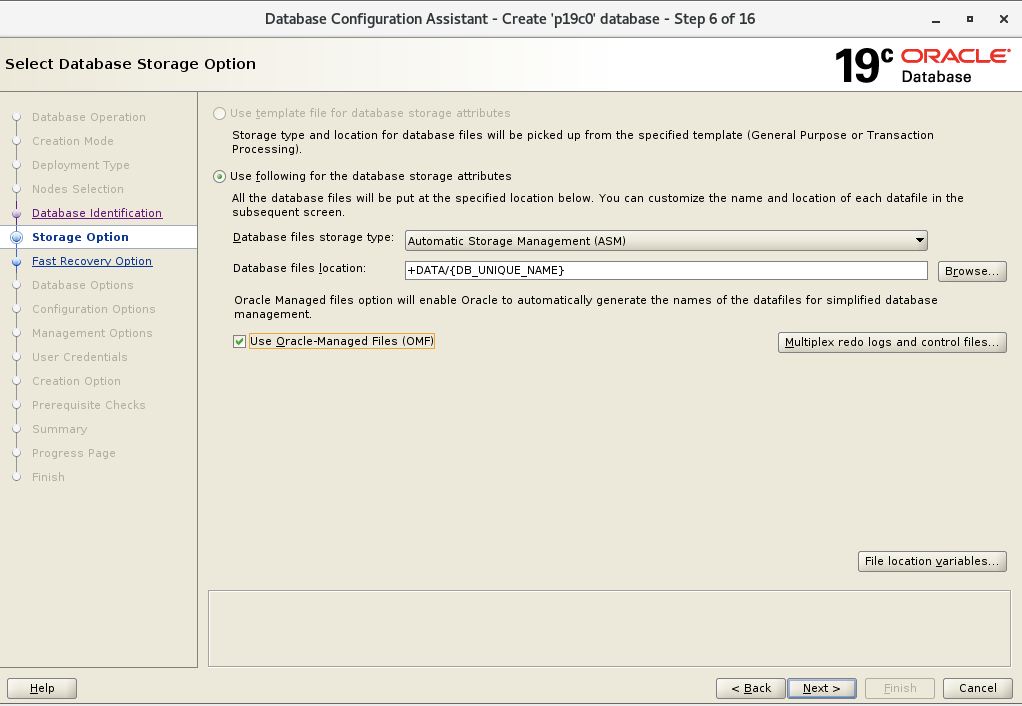 Database Configuration Assistant - Create 'p19c0' database - Step 6 of 16
Select Database Storage Option
19c ORACLE
Database
Database Operation
Creation Mode
Deployment Type
Nodes Selection
Database Identification
Storage Option
Fast Recovery Option
Database Options
Configuration Options
Management Options
User Credentials
Creation Option
Prerequisite Checks
Summary
Progress Page
Finish
Use template file for database storage attributes
Storage type and location for database files will be picked up from the specified template (General Purpose or Transaction
Processing).
Use following for the database storage attributes
All the database files will be put at the specified location below. You can customize the name and location of each datafile in the
subsequent screen.
Database files storage type: Automatic Storage Management (ASM)
Database files location: +DATA/{DB_UNIQUE_NAME} Browse...
Oracle Managed files option will enable Oracle to automatically generate the names of the datafiles for simplified database
management.
Use Oracle-Managed Files (OMF) Multiplex redo logs and control files...
File location variables...
Help < Back Next > Finish Cancel